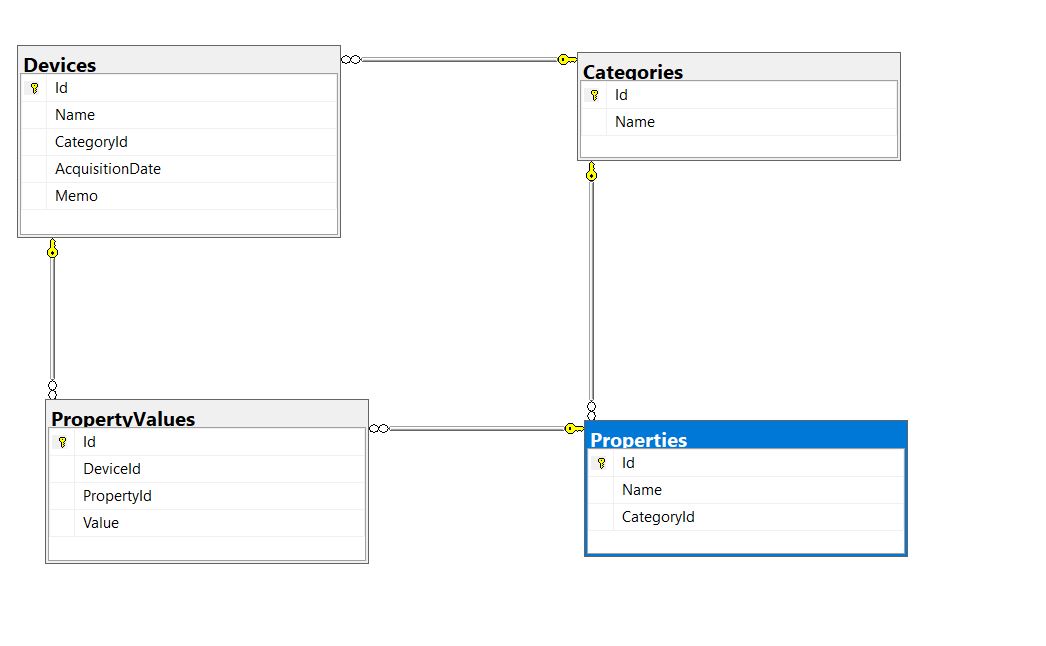 Devices
Id
Name
CategoryId
AcquisitionDate
Memo
Categories
Id
Name
PropertyValues
Id
DeviceId
PropertyId
Value
Properties
Id
Name
CategoryId